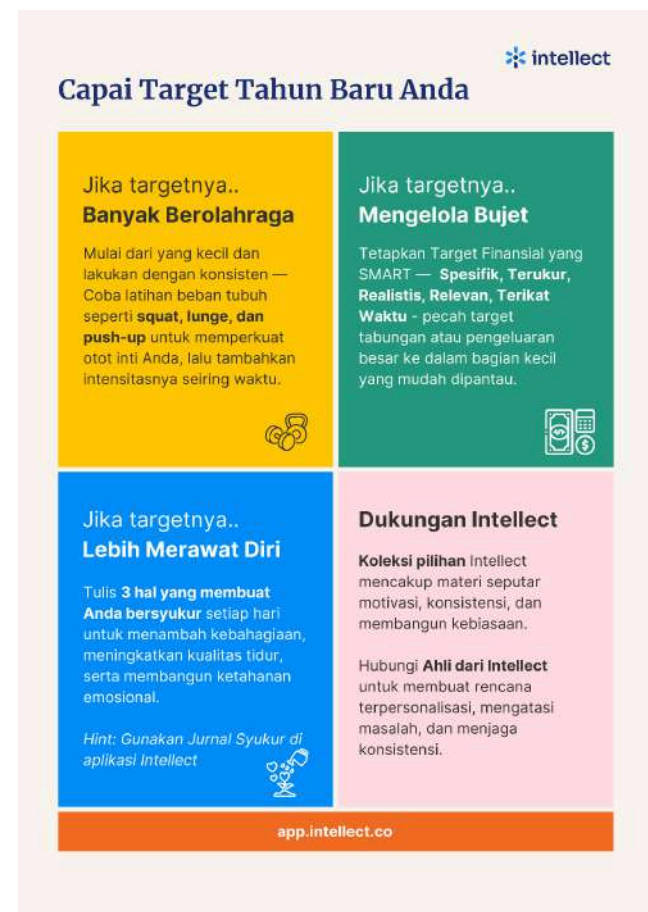 intellect
Capai Target Tahun Baru Anda
Jika targetnya..
Banyak Berolahraga
Mulai dari yang kecil dan
lakukan dengan konsisten —
Coba latihan beban tubuh
seperti squat, lunge, dan
push-up untuk memperkuat
otot inti Anda, lalu tambahkan
intensitasnya seiring waktu.
Jika targetnya..
Mengelola Bujet
Tetapkan Target Finansial yang
SMART — Spesifik, Terukur,
Realistis, Relevan, Terikat
Waktu - pecah target
tabungan atau pengeluaran
besar ke dalam bagian kecil
yang mudah dipantau.
Jika targetnya..
Lebih Merawat Diri
Tulis 3 hal yang membuat
Anda bersyukur setiap hari
untuk menambah kebahagiaan,
meningkatkan kualitas tidur,
serta membangun ketahanan
emosional.
Hint: Gunakan Jurnal Syukur di
aplikasi Intellect
Dukungan Intellect
Koleksi pilihan Intellect
mencakup materi seputar
motivasi, konsistensi, dan
membangun kebiasaan.
Hubungi Ahli dari Intellect
untuk membuat rencana
terpersonalisasi, mengatasi
masalah, dan menjaga
konsistensi.
app.intellect.co